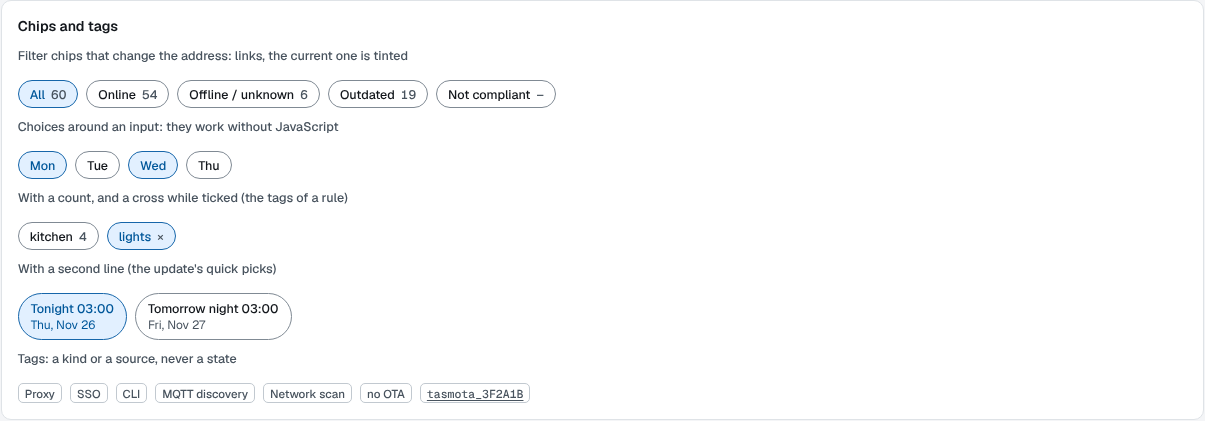 Chips and tags
Filter chips that change the address: links, the current one is tinted
All 60 Online 54 Offline / unknown 6 Outdated 19 Not compliant –
Choices around an input: they work without JavaScript
Mon Tue Wed Thu
With a count, and a cross while ticked (the tags of a rule)
kitchen 4 lights ×
With a second line (the update's quick picks)
Tonight 03:00 Tomorrow night 03:00
Thu, Nov 26 Fri, Nov 27
Tags: a kind or a source, never a state
Proxy SSO CLI MQTT discovery Network scan no OTA tasmota_3F2A1B